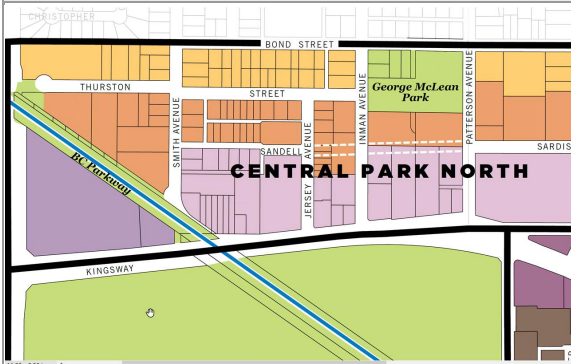 CHRISTOPHER
BOND STREET
THURSTON
STREET
George McLean
Park
SMITH AVENUE
JERSEY AVENUE
INMAN AVENUE
PATTERSON AVENUE
SANDELL
SARDIS
BC Parkway
CENTRAL PARK NORTH
KINGSWAY